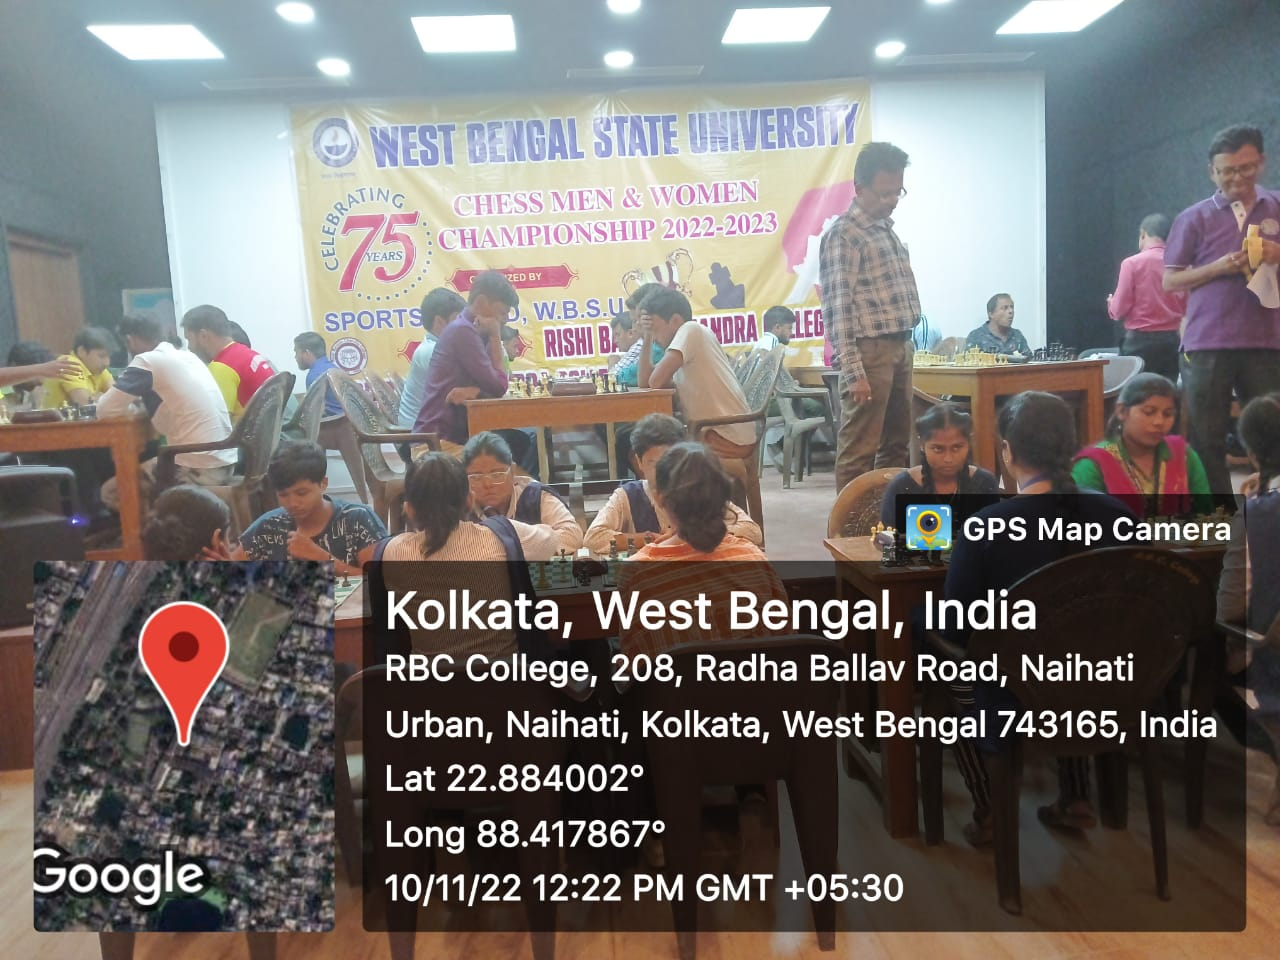 WEST BENGAL STATE UNIVERSITY
CELEBRATING
75
YEARS
CHESS MEN & WOMEN
CHAMPIONSHIP 2022-2023
BY
SPORTS W.B.S.U.
RISHI
GPS Map Camera
Kolkata, West Bengal, India
RBC College, 208, Radha Ballav Road, Naihati
Urban, Naihati, Kolkata, West Bengal 743165, India
Lat 22.884002°
Long 88.417867°
10/11/22 12:22 PM GMT +05:30
Google